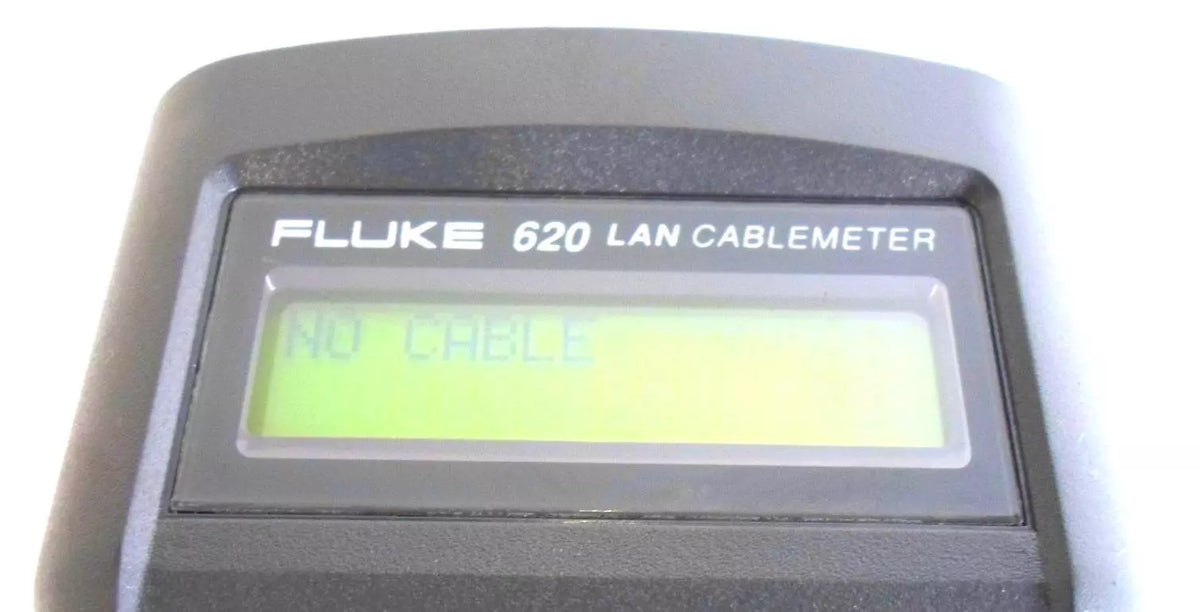 FLUKE 620 LAN CABLEMETER
NO CABLE